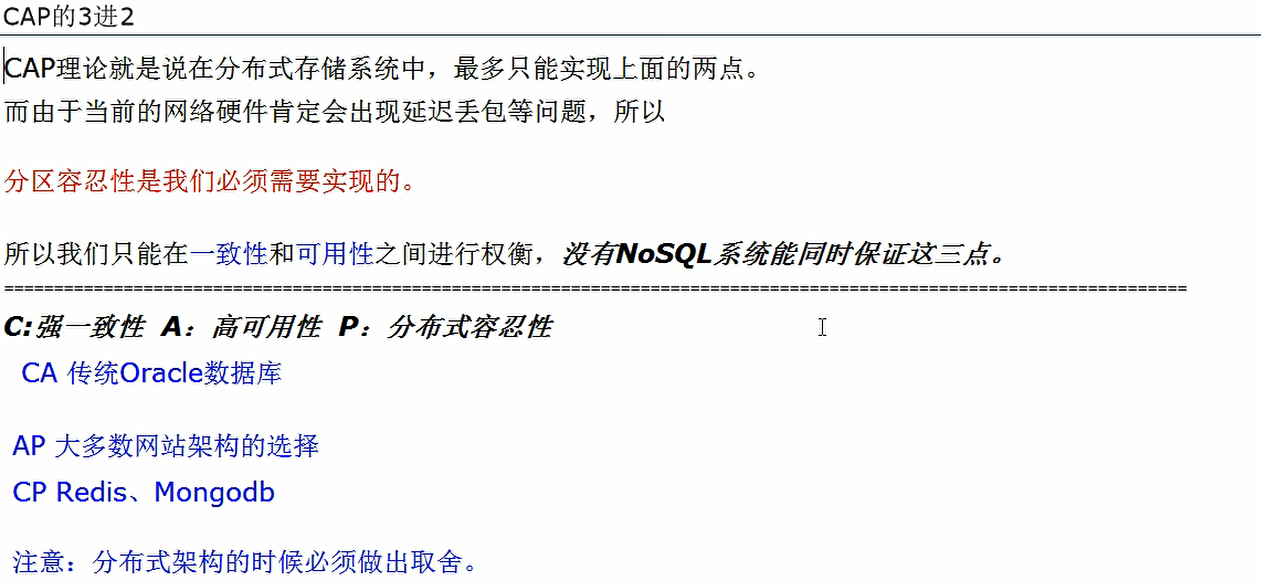 CAP的3进2
CAP理论就是说在分布式存储系统中，最多只能实现上面的两点。
而由于当前的网络硬件肯定会出现延迟丢包等问题，所以
分区容忍性是我们必须需要实现的。
所以我们只能在一致性和可用性之间进行权衡，没有NoSQL系统能同时保证这三点。
=======================================================================================================================
C:强一致性 A：高可用性 P：分布式容忍性
CA 传统Oracle数据库
AP 大多数网站架构的选择
CP Redis、Mongodb
注意：分布式架构的时候必须做出取舍。